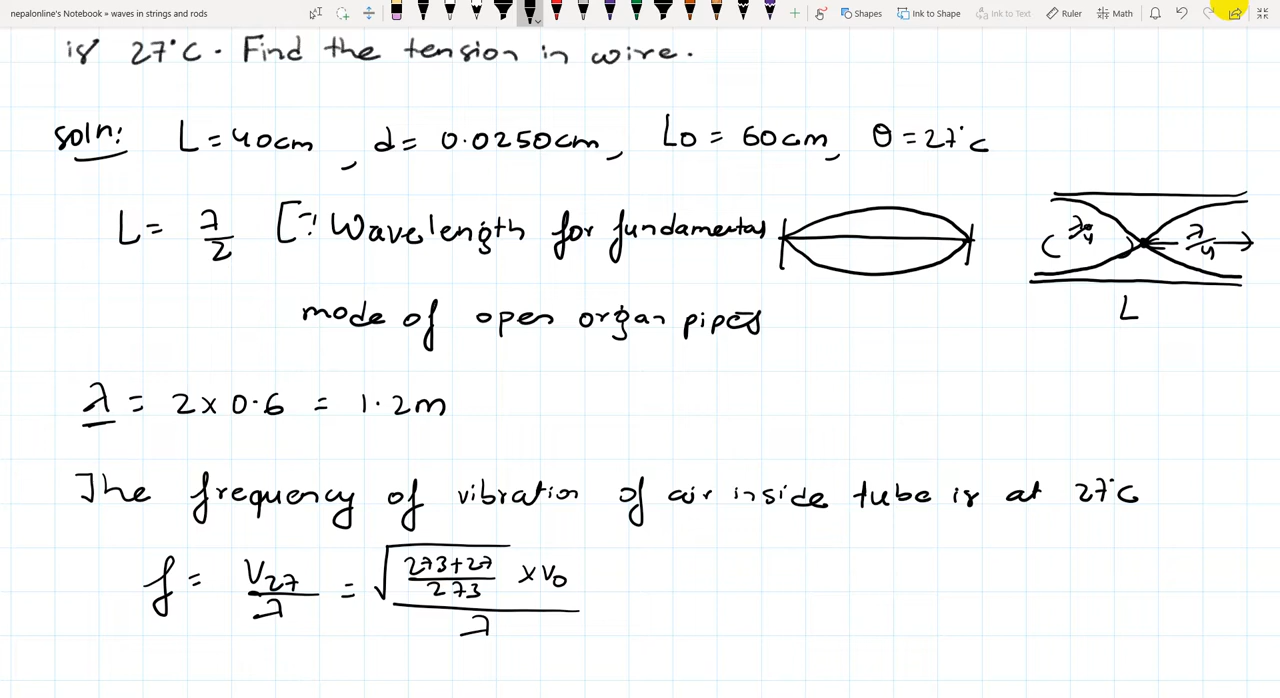 nepalonline's Notebook » waves in strings and rods
Shapes Ink to Shape Ink to Text Ruler Math
is 27°C. Find the tension in wire.
soln: L = 40cm, d = 0.0250cm, L0 = 60cm, θ = 27°C
L = λ/2 [∵ Wavelength for fundamental
mode of open organ pipes
λ/4 λ/4
L
λ = 2 x 0.6 = 1.2m
The frequency of vibration of air inside tube is at 27°C
f = V27/λ = √(273+27/273) x V0/λ